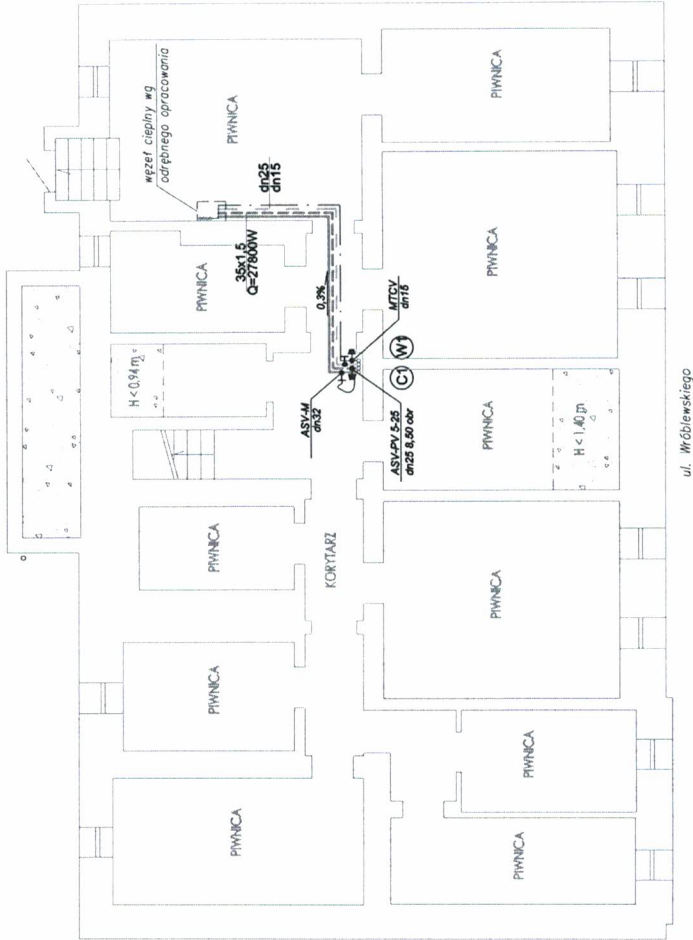 węzeł cieplny wg
odrębnego opracowania
PIWNICA
PIWNICA
dn25
dn15
35x1,5
Q=27800W
PIWNICA
PIWNICA
0,3%
MTCV
dn15
H<0,94m
W1
C1
ASV-M
dn32
ASV-PV 5-25
dn25 8,50 obr
PIWNICA
H<1,40m
PIWNICA
KORYTARZ
PIWNICA
PIWNICA
PIWNICA
PIWNICA
PIWNICA
ul. Wróblewskiego